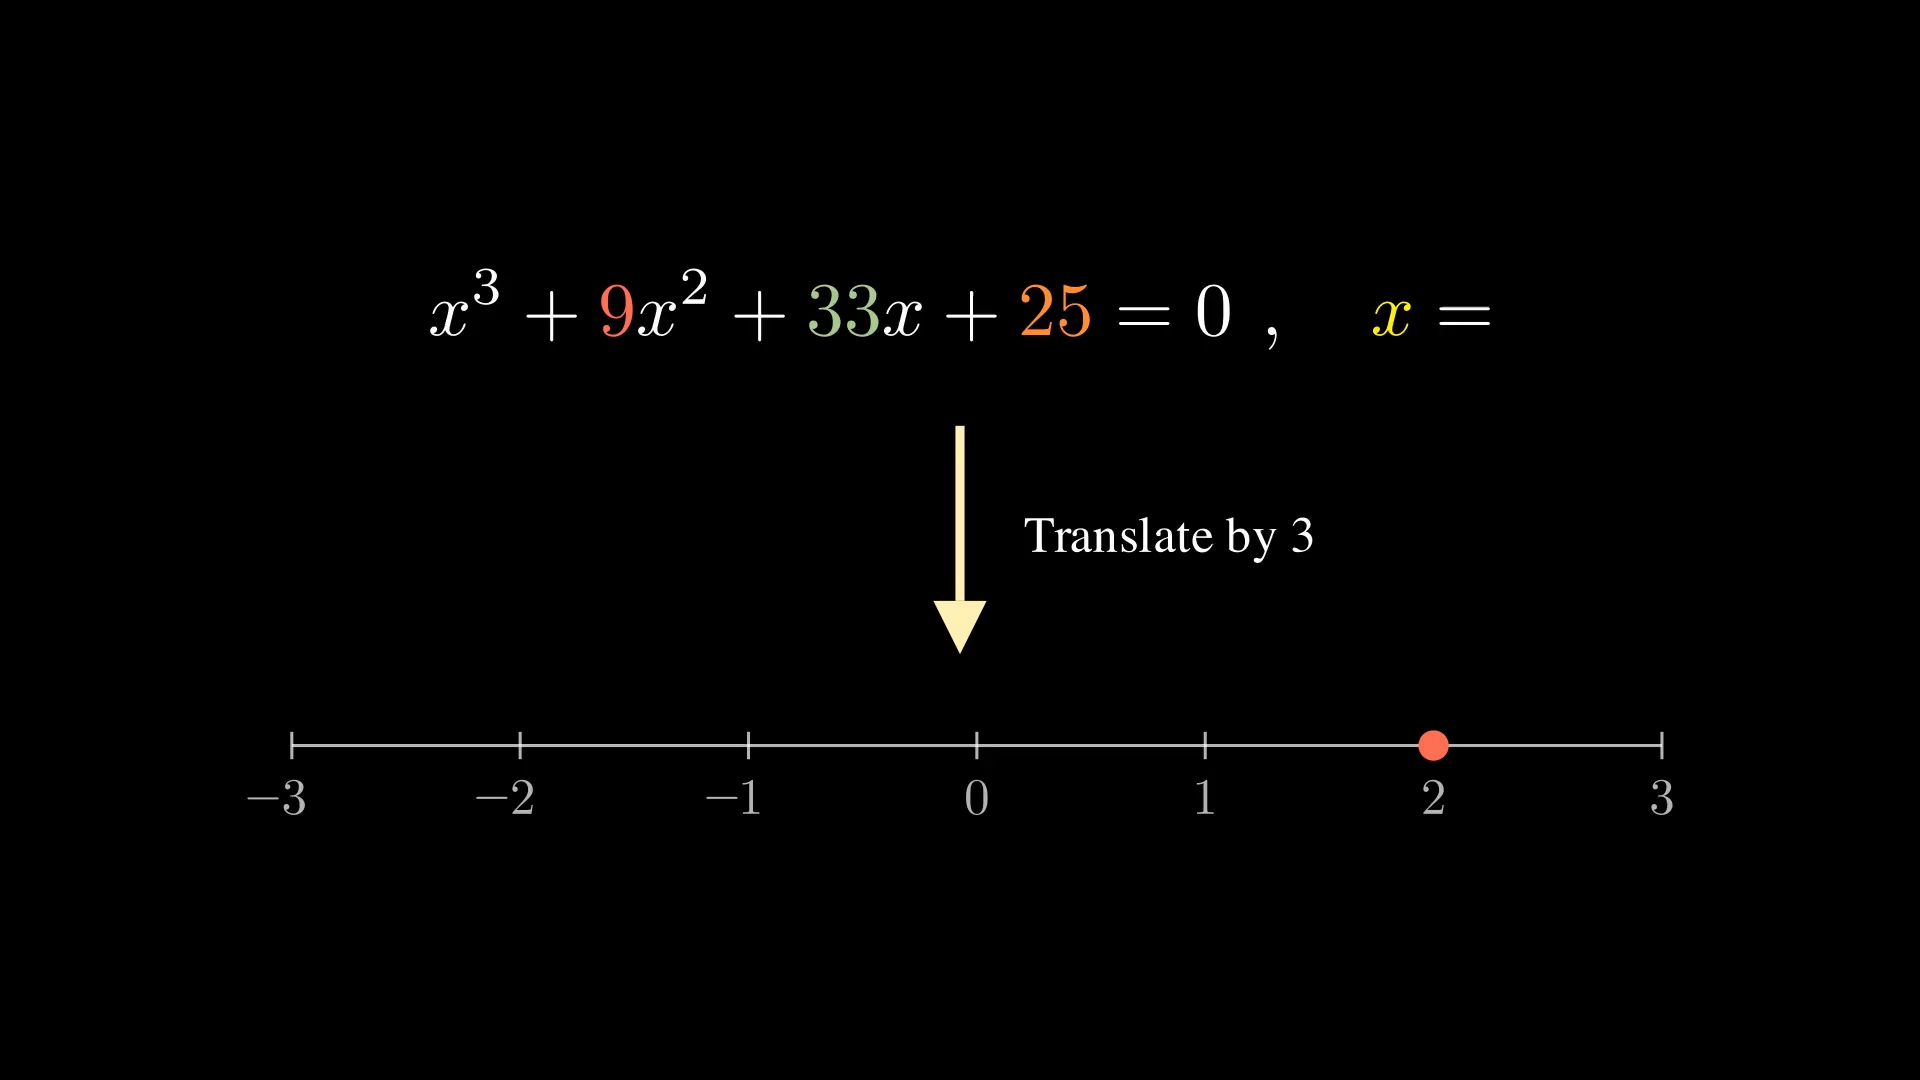 x³ + 9x² + 33x + 25 = 0 , x =
Translate by 3
−3 −2 −1 0 1 2 3